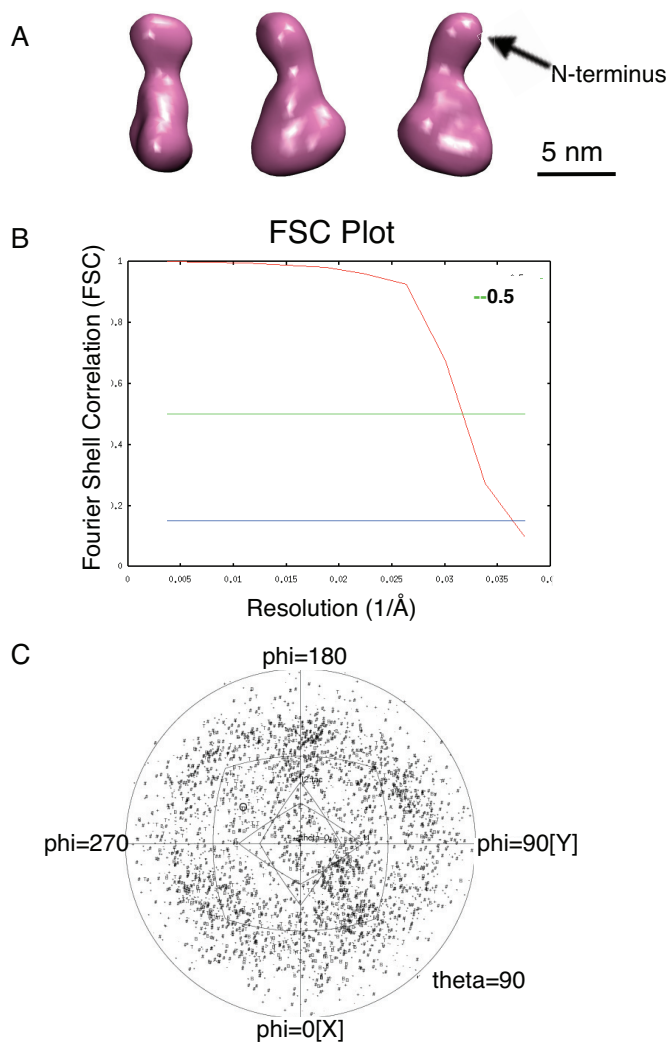 A
N-terminus
5 nm
B
FSC Plot
1
--0.5
0.8
0.6
0.4
0.2
0
Fourier Shell Correlation (FSC)
0 0.005 0.01 0.015 0.02 0.025 0.03 0.035
Resolution (1/Å)
C
phi=180
phi=270
phi=90[Y]
theta=90
phi=0[X]